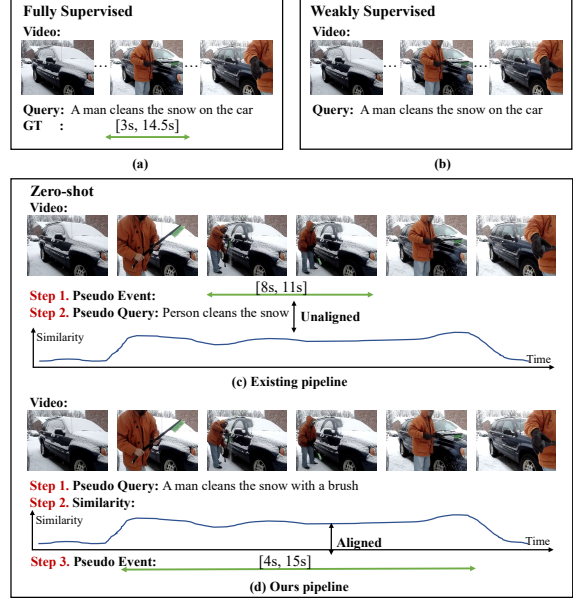 Fully Supervised
Video:
... ...
Query: A man cleans the snow on the car
GT : [3s, 14.5s]
(a)
Weakly Supervised
Video:
... ...
Query: A man cleans the snow on the car
(b)
Zero-shot
Video:
Step 1. Pseudo Event: [8s, 11s]
Step 2. Pseudo Query: Person cleans the snow
Unaligned
Similarity
Time
(c) Existing pipeline
Video:
Step 1. Pseudo Query: A man cleans the snow with a brush
Step 2. Similarity:
Similarity
Aligned
Time
Step 3. Pseudo Event: [4s, 15s]
(d) Ours pipeline